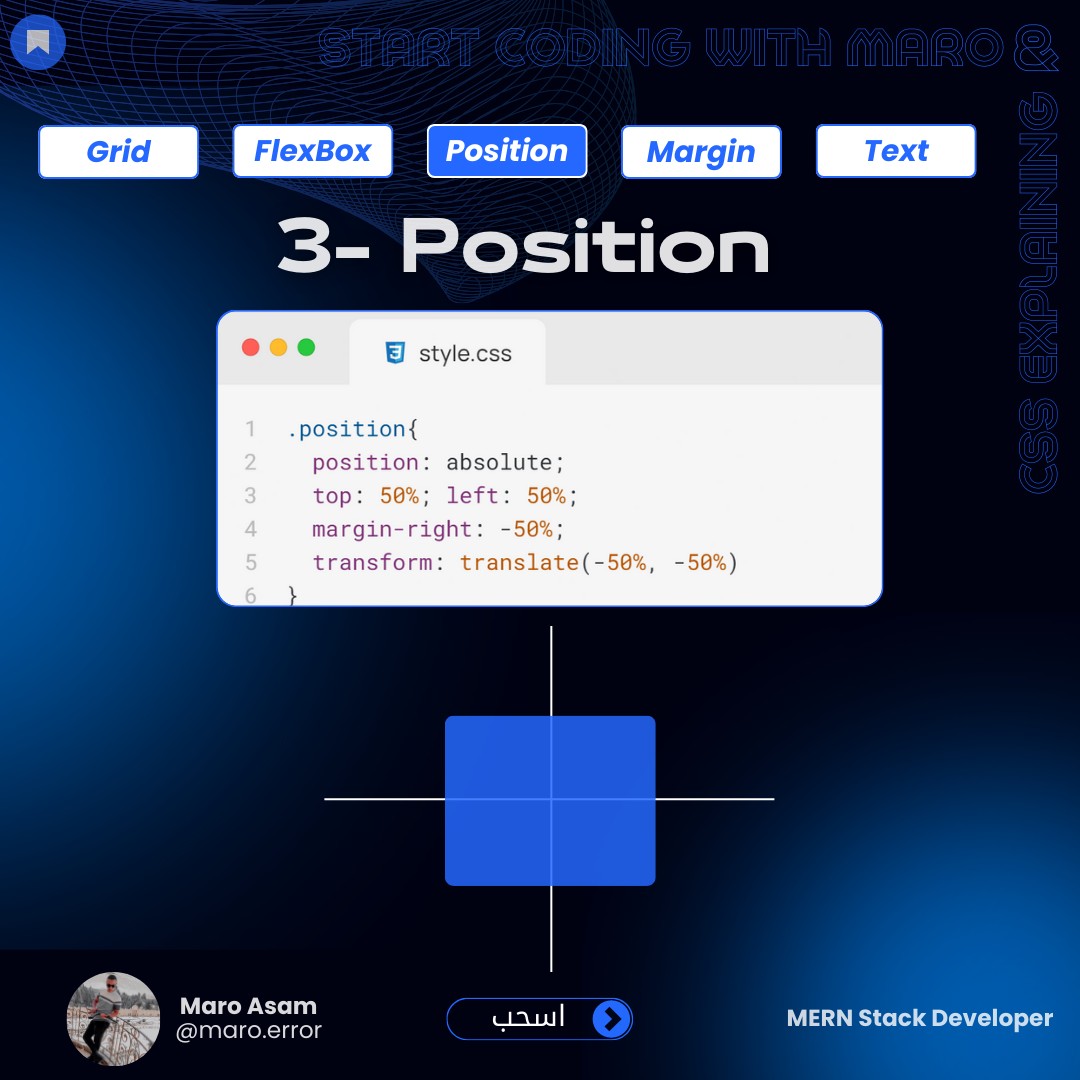 START CODING WITH MARO &
CSS EXPLAINING
Grid
FlexBox
Position
Margin
Text
3- Position
style.css
1 .position{
2 position: absolute;
3 top: 50%; left: 50%;
4 margin-right: -50%;
5 transform: translate(-50%, -50%)
6 }
Maro Asam
@maro.error
اسحب
MERN Stack Developer